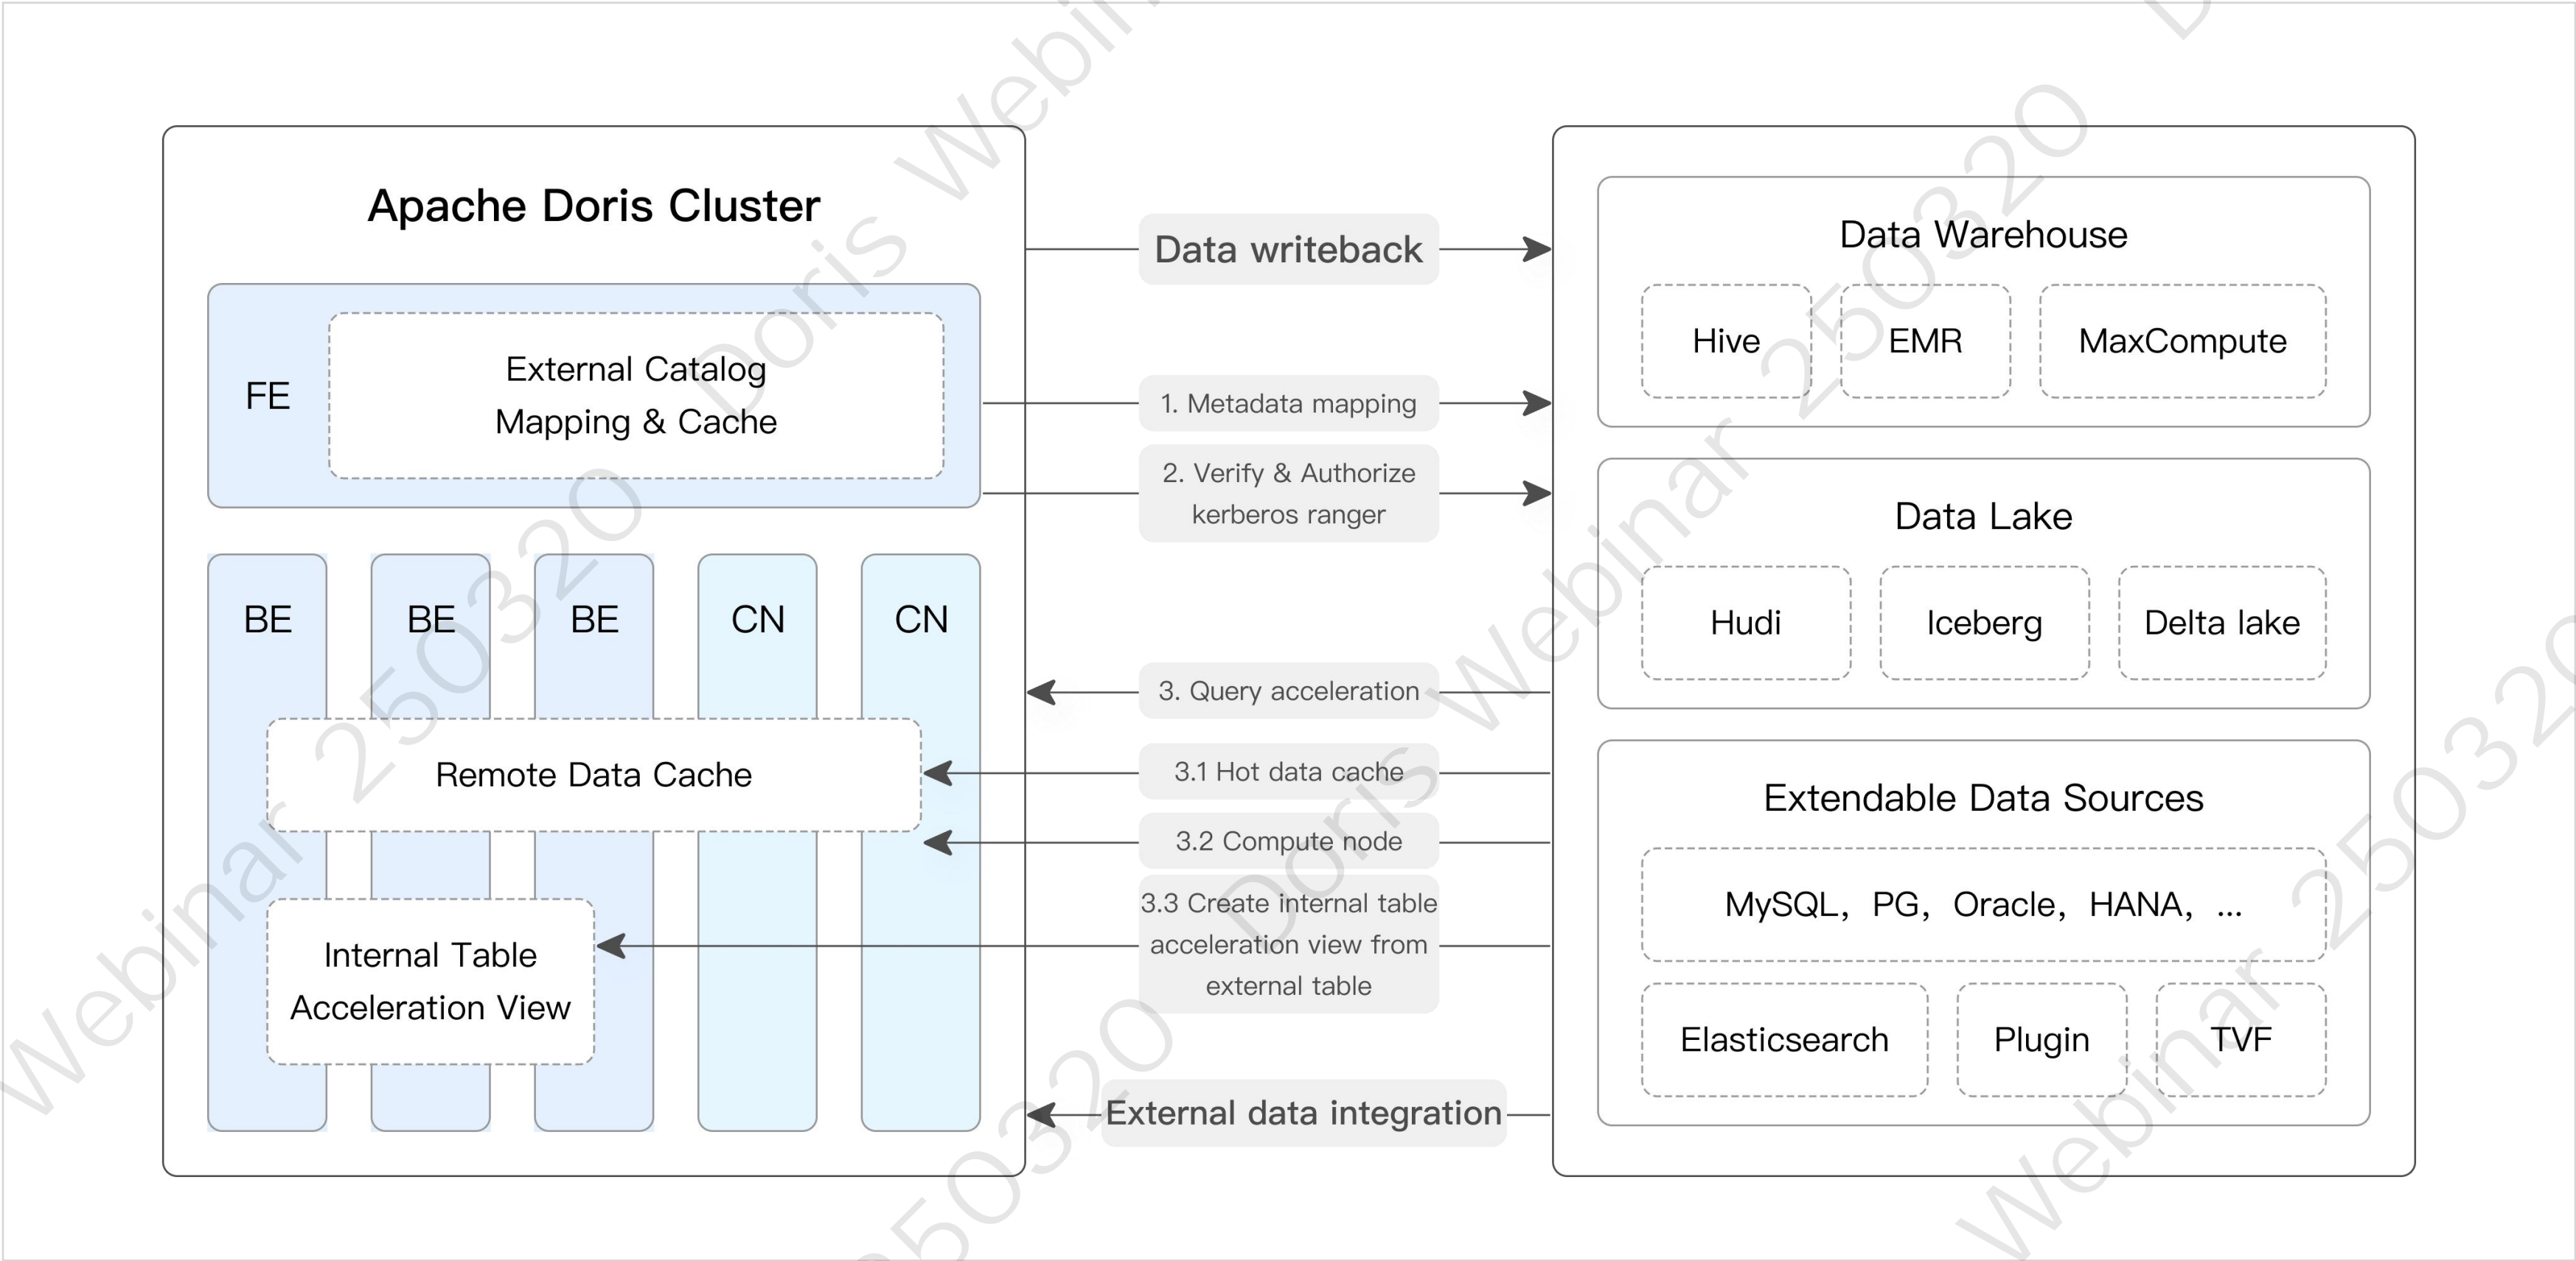 Apache Doris Cluster
FE
External Catalog
Mapping & Cache
BE
BE
BE
CN
CN
Remote Data Cache
Internal Table
Acceleration View
Data writeback
1. Metadata mapping
2. Verify & Authorize
kerberos ranger
3. Query acceleration
3.1 Hot data cache
3.2 Compute node
3.3 Create internal table
acceleration view from
external table
External data integration
Data Warehouse
Hive
EMR
MaxCompute
Data Lake
Hudi
Iceberg
Delta lake
Extendable Data Sources
MySQL, PG, Oracle, HANA, ...
Elasticsearch
Plugin
TVF
Doris Webinar 250320
Doris Webinar
Webinar 250320
Webinar 250320
250320